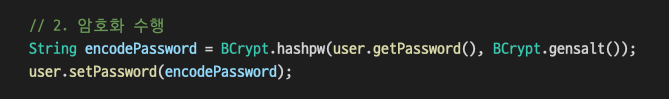 // 2. 암호화 수행
String encodePassword = BCrypt.hashpw(user.getPassword(), BCrypt.gensalt());
user.setPassword(encodePassword);